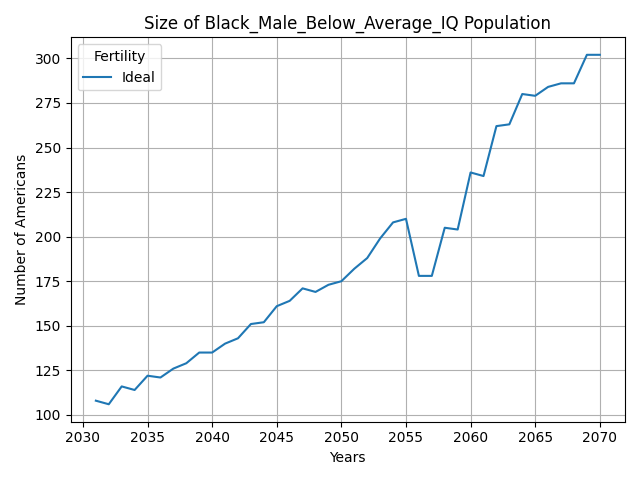 Size of Black_Male_Below_Average_IQ Population
Fertility
Ideal
Number of Americans
300
275
250
225
200
175
150
125
100
2030 2035 2040 2045 2050 2055 2060 2065 2070
Years